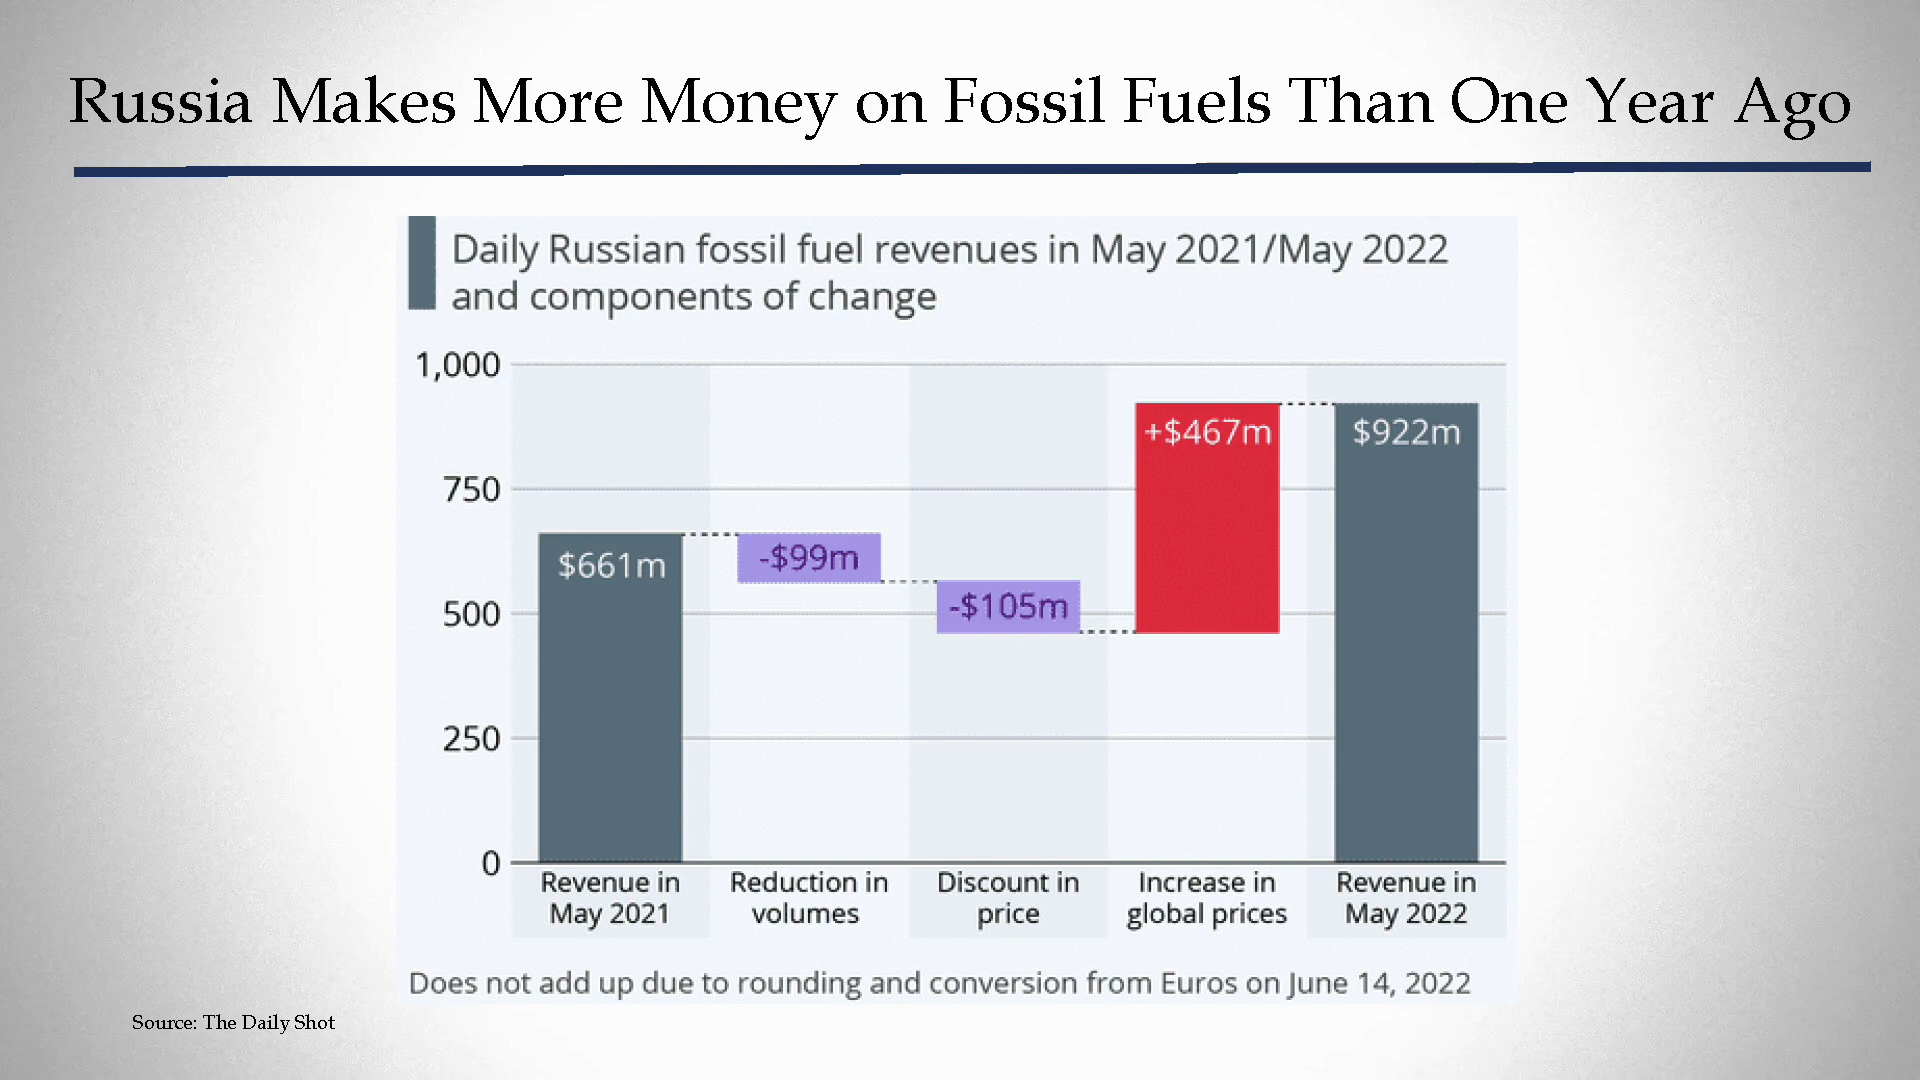 Russia Makes More Money on Fossil Fuels Than One Year Ago
Daily Russian fossil fuel revenues in May 2021/May 2022
and components of change
1,000
750
500
250
0
$661m
-$99m
-$105m
+$467m
$922m
Revenue in
May 2021
Reduction in
volumes
Discount in
price
Increase in
global prices
Revenue in
May 2022
Does not add up due to rounding and conversion from Euros on June 14, 2022
Source: The Daily Shot